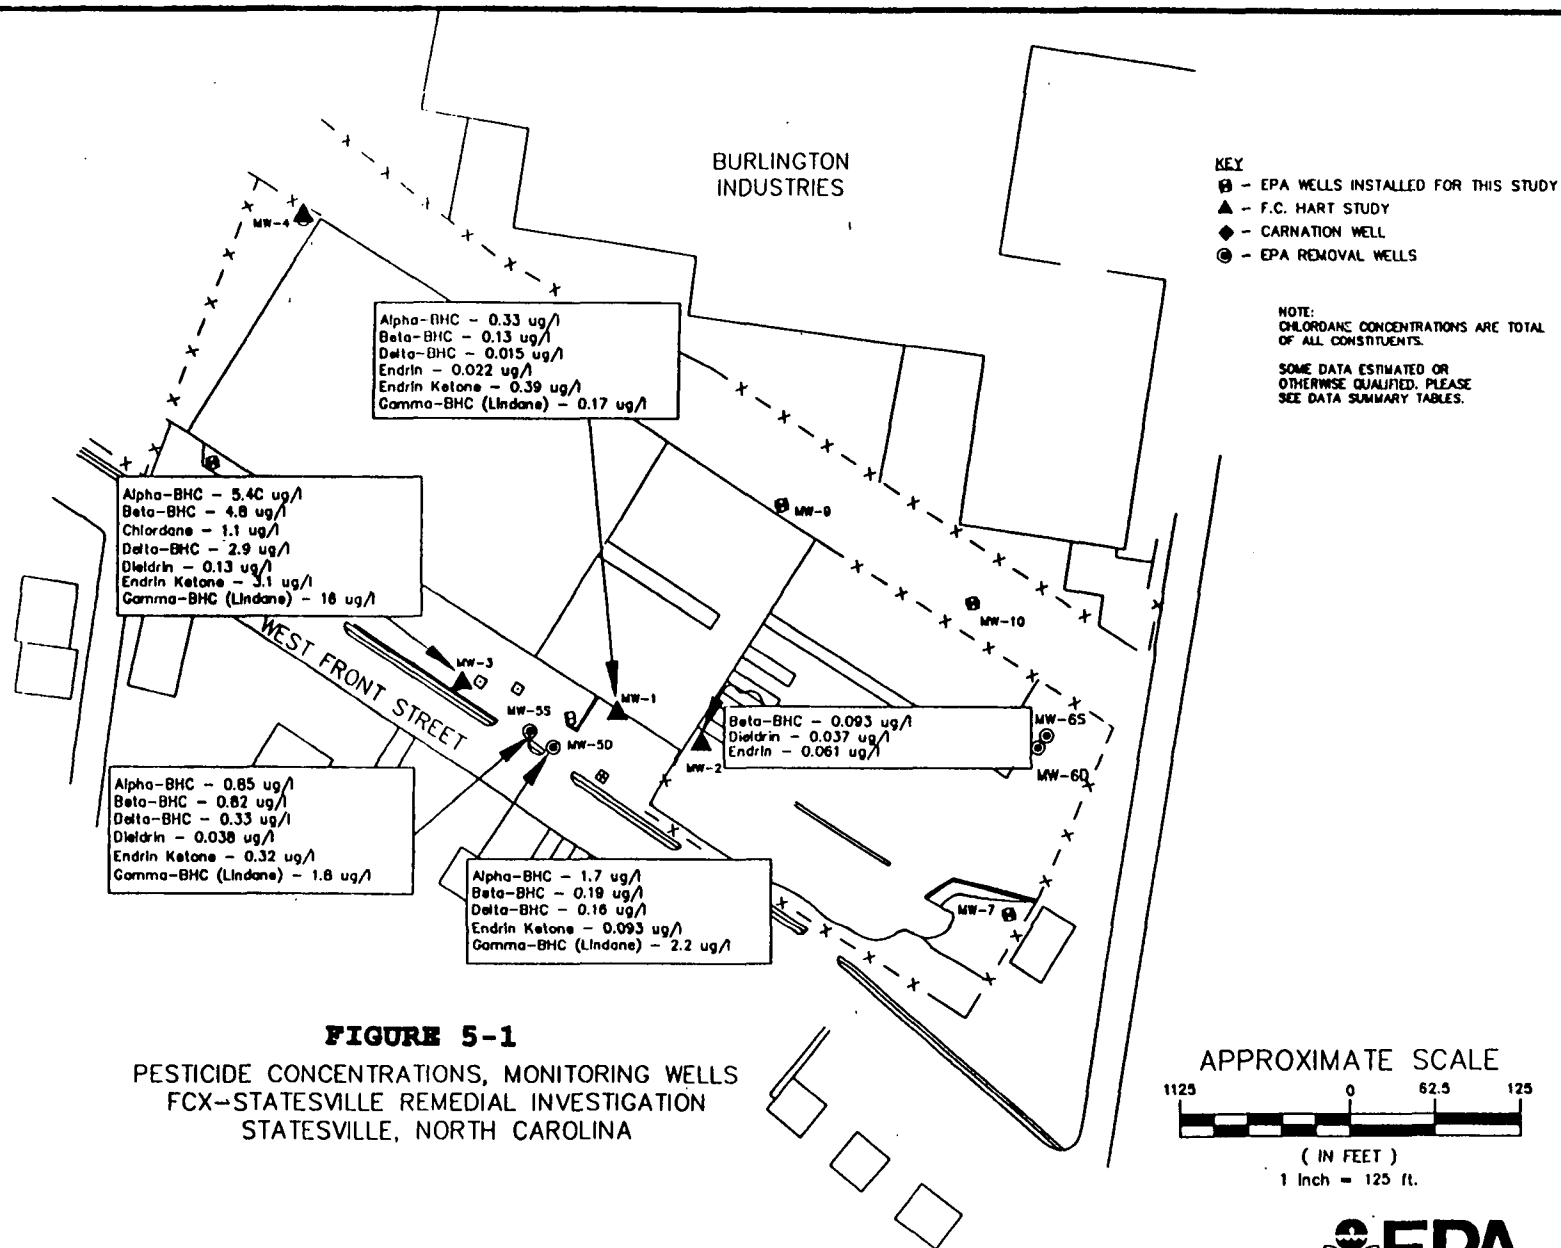 BURLINGTON
INDUSTRIES
KEY
- EPA WELLS INSTALLED FOR THIS STUDY
- F.C. HART STUDY
- CARNATION WELL
- EPA REMOVAL WELLS
NOTE:
CHLORDANE CONCENTRATIONS ARE TOTAL
OF ALL CONSTITUENTS.
SOME DATA ESTIMATED OR
OTHERWISE QUALIFIED. PLEASE
SEE DATA SUMMARY TABLES.
MW-4
Alpha-BHC - 0.33 ug/l
Beta-BHC - 0.13 ug/l
Delta-BHC - 0.015 ug/l
Endrin - 0.022 ug/l
Endrin Ketone - 0.39 ug/l
Gamma-BHC (Lindane) - 0.17 ug/l
Alpha-BHC - 5.4C ug/l
Beta-BHC - 4.8 ug/l
Chlordane - 1.1 ug/l
Delta-BHC - 2.9 ug/l
Dieldrin - 0.13 ug/l
Endrin Ketone - 3.1 ug/l
Gamma-BHC (Lindane) - 16 ug/l
MW-9
MW-10
WEST FRONT STREET
MW-3
MW-1
MW-5S
MW-5D
MW-2
Beta-BHC - 0.093 ug/l
Dieldrin - 0.037 ug/l
Endrin - 0.061 ug/l
MW-6S
MW-6D
Alpha-BHC - 0.85 ug/l
Beta-BHC - 0.62 ug/l
Delta-BHC - 0.33 ug/l
Dieldrin - 0.038 ug/l
Endrin Ketone - 0.32 ug/l
Gamma-BHC (Lindane) - 1.6 ug/l
Alpha-BHC - 1.7 ug/l
Beta-BHC - 0.19 ug/l
Delta-BHC - 0.16 ug/l
Endrin Ketone - 0.093 ug/l
Gamma-BHC (Lindane) - 2.2 ug/l
MW-7
FIGURE 5-1
PESTICIDE CONCENTRATIONS, MONITORING WELLS
FCX-STATESVILLE REMEDIAL INVESTIGATION
STATESVILLE, NORTH CAROLINA
APPROXIMATE SCALE
1125 0 62.5 125
( IN FEET )
1 Inch = 125 ft.
EPA